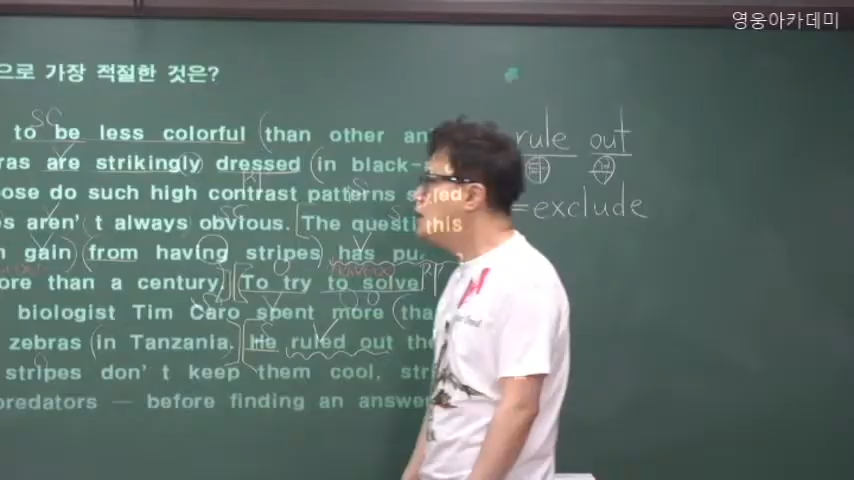 영웅아카데미
으로 가장 적절한 것은?
SC
to be less colorful (than other an
rule out
ras are strikingly dressed (in black-
ose do such high contrast patterns s led
= exclude
s aren't always obvious. [The questi this
n gain) (from having stripes) has pu
ore than a century.] [To try to solve
biologist Tim Caro spent more (tha
zebras (in Tanzania. [He ruled out the
stripes don't keep them cool, str
predators — before finding an answe